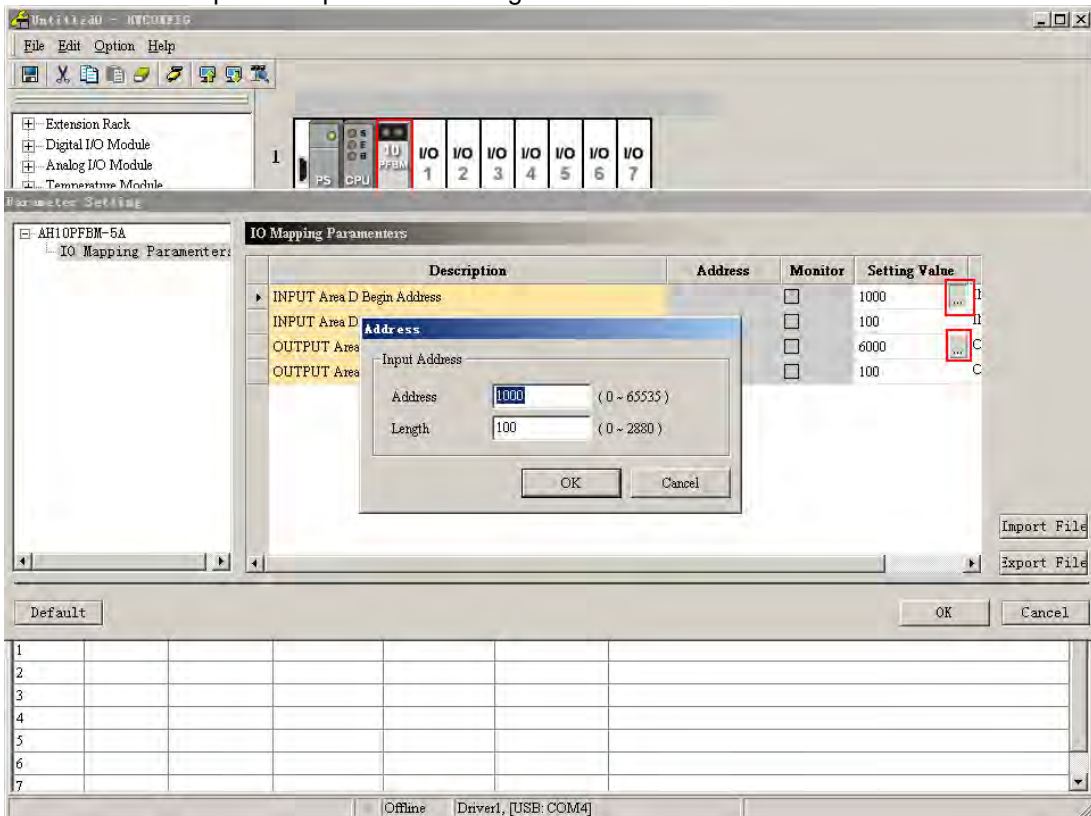 Untitled0 - HWCONFIG
File Edit Option Help
Extension Rack
Digital I/O Module
Analog I/O Module
Temperature Module
1
PS CPU 10 PFBM I/O 1 I/O 2 I/O 3 I/O 4 I/O 5 I/O 6 I/O 7
Parameter Setting
AH10PFBM-5A
IO Mapping Paramenters
IO Mapping Paramenters
Description Address Monitor Setting Value
INPUT Area D Begin Address 1000 ...
INPUT Area D 100
OUTPUT Area 6000 ...
OUTPUT Area 100
Address
Input Address
Address 1000 ( 0 ~ 65535 )
Length 100 ( 0 ~ 2880 )
OK Cancel
Import File
Export File
Default OK Cancel
1
2
3
4
5
6
7
Offline Driver1, [USB: COM4]